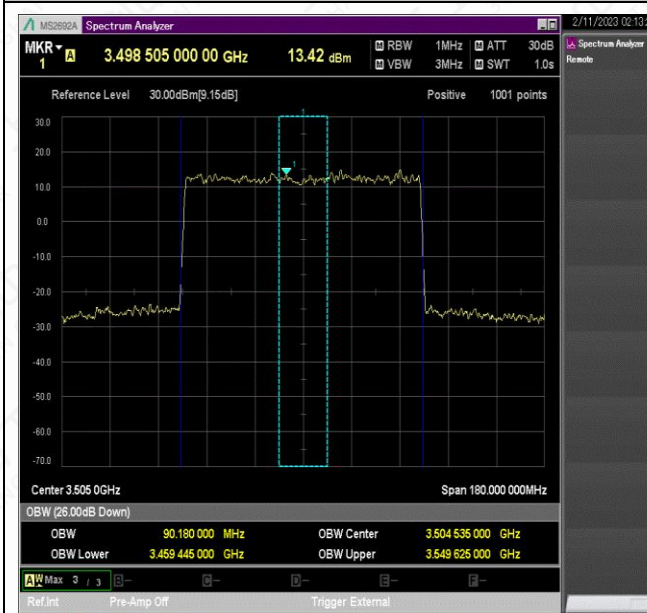 MS2692A Spectrum Analyzer
2/11/2023 02:13:
MKR 1 A 3.498 505 000 00 GHz 13.42 dBm
M RBW 1MHz M ATT 30dB
M VBW 3MHz M SWT 1.0s
Spectrum Analyzer
Remote
Reference Level 30.00dBm[9.15dB] Positive 1001 points
30.0
20.0
1
10.0
0.0
-10.0
-20.0
-30.0
-40.0
-50.0
-60.0
-70.0
Center 3.505 0GHz Span 180.000 000MHz
OBW (26.00dB Down)
OBW 90.180 000 MHz OBW Center 3.504 535 000 GHz
OBW Lower 3.459 445 000 GHz OBW Upper 3.549 625 000 GHz
A W Max 3 / 3 B- C- D- E- F-
Ref.Int Pre-Amp Off Trigger External